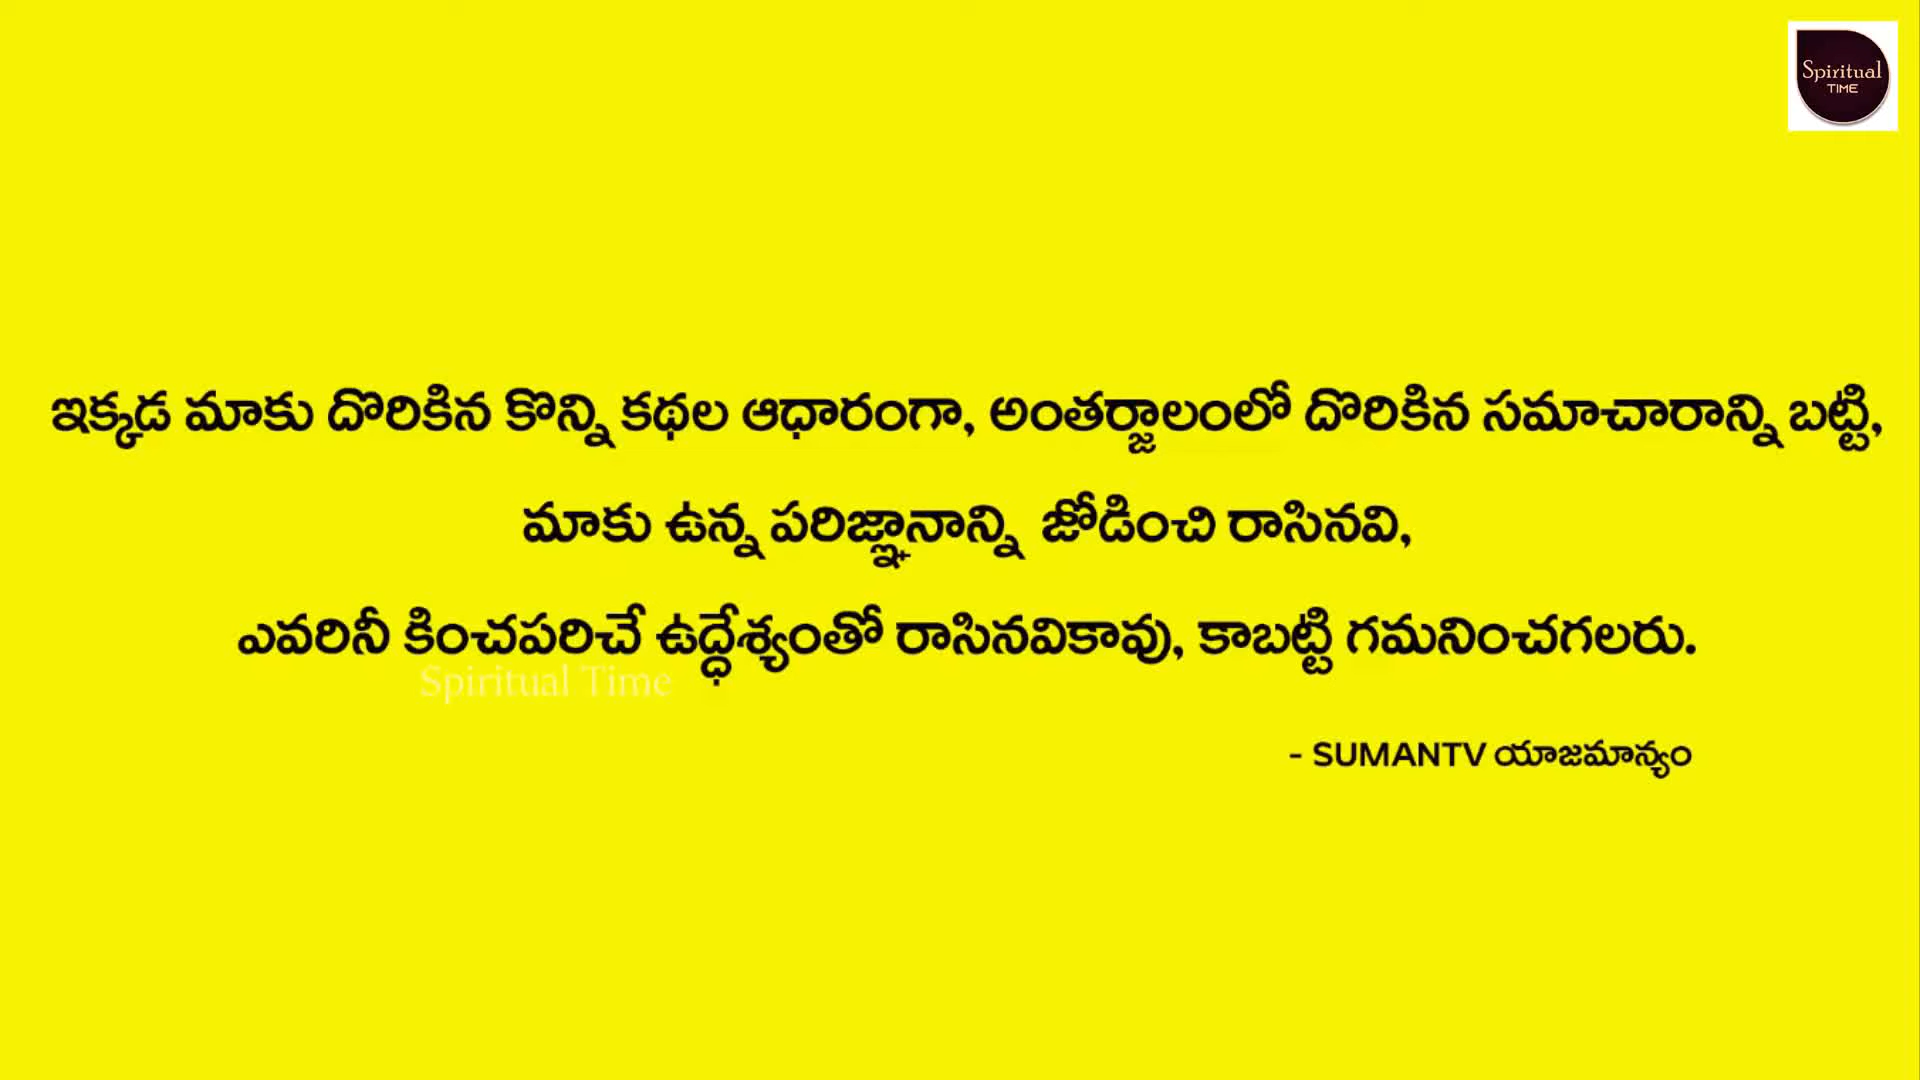 Spiritual
TIME
ఇక్కడ మాకు దొరికిన కొన్ని కథల ఆధారంగా, అంతర్జాలంలో దొరికిన సమాచారాన్ని బట్టి,
మాకు ఉన్న పరిజ్ఞానాన్ని జోడించి రాసినవి,
ఎవరినీ కించపరిచే ఉద్ధేశ్యంతో రాసినవికావు, కాబట్టి గమనించగలరు.
Spiritual Time
- SUMANTV యాజమాన్యం